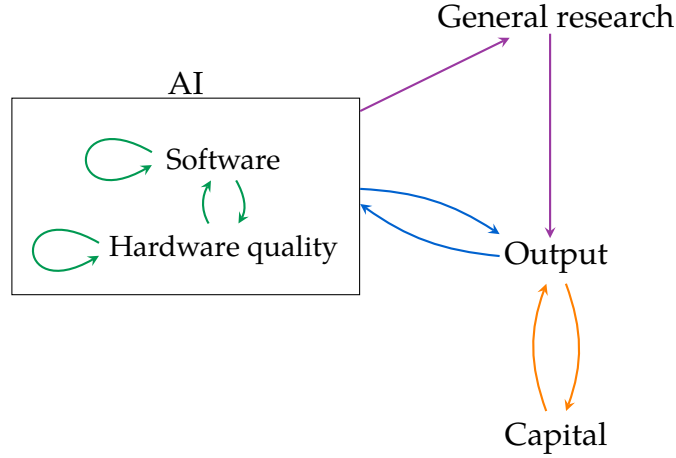 General research
AI
Software
Hardware quality
Output
Capital